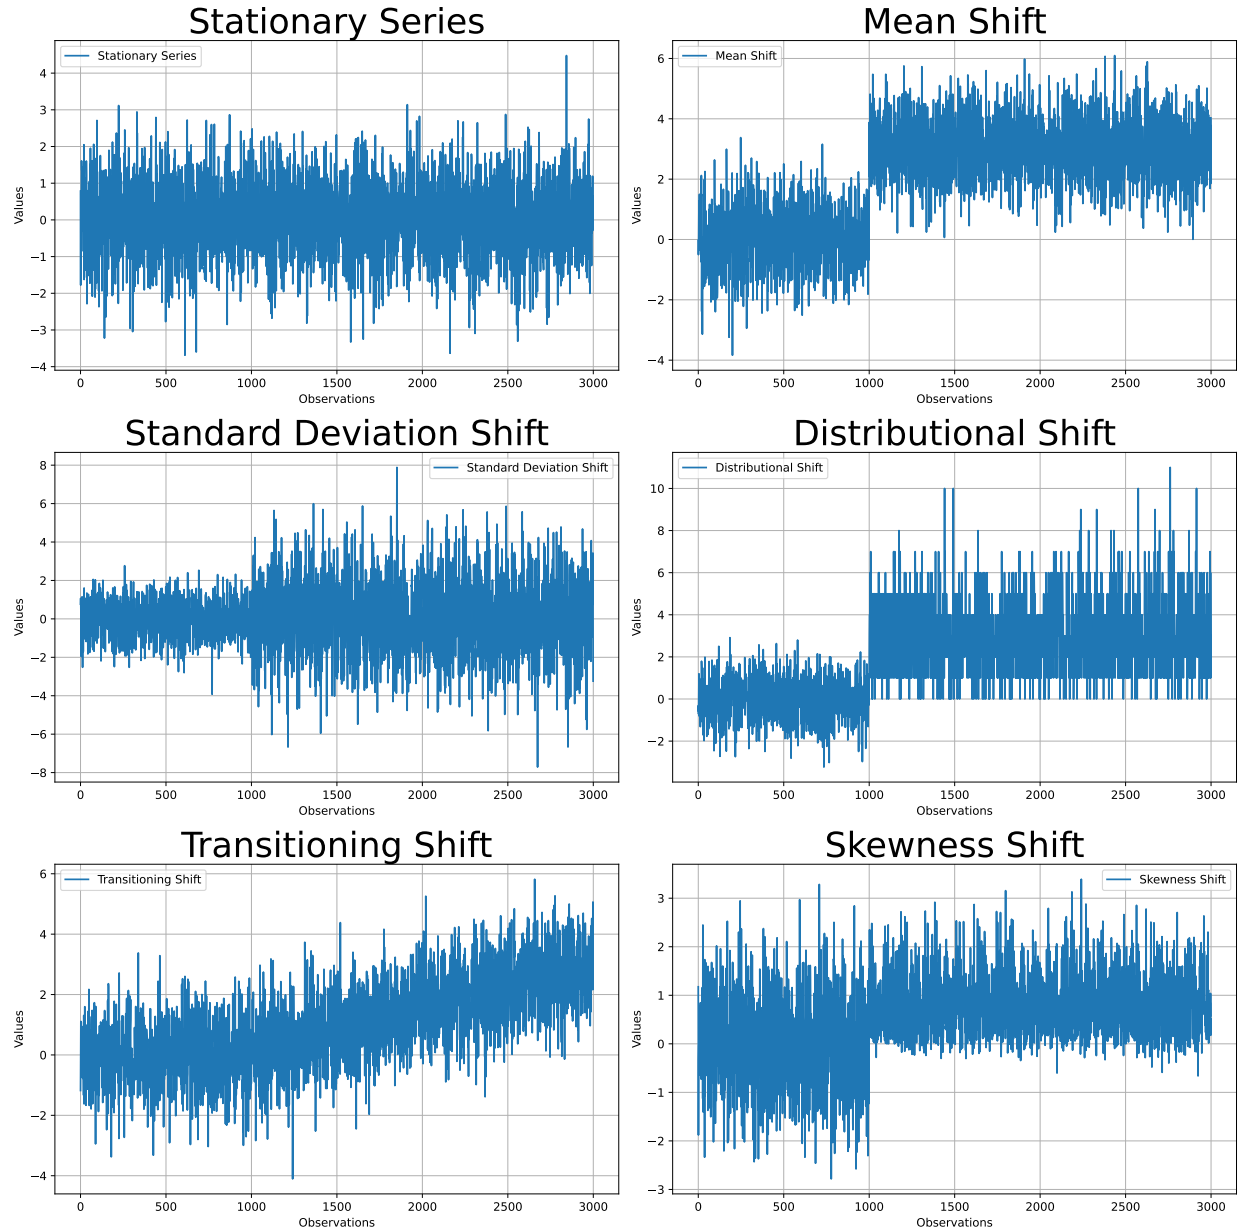 Stationary Series
Stationary Series
4
3
2
1
0
−1
−2
−3
−4
Values
0 500 1000 1500 2000 2500 3000
Observations
Mean Shift
Mean Shift
6
4
2
0
−2
−4
Values
0 500 1000 1500 2000 2500 3000
Observations
Standard Deviation Shift
Standard Deviation Shift
8
6
4
2
0
−2
−4
−6
−8
Values
0 500 1000 1500 2000 2500 3000
Observations
Distributional Shift
Distributional Shift
10
8
6
4
2
0
−2
Values
0 500 1000 1500 2000 2500 3000
Observations
Transitioning Shift
Transitioning Shift
6
4
2
0
−2
−4
Values
0 500 1000 1500 2000 2500 3000
Observations
Skewness Shift
Skewness Shift
3
2
1
0
−1
−2
−3
Values
0 500 1000 1500 2000 2500 3000
Observations